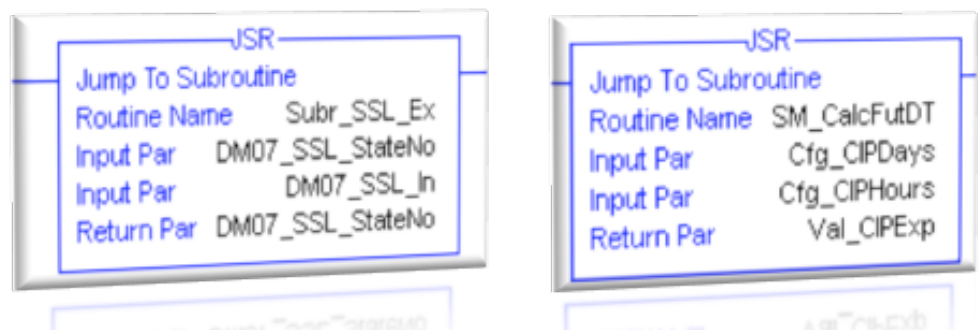 JSR
Jump To Subroutine
Routine Name Subr_SSL_Ex
Input Par DM07_SSL_StateNo
Input Par DM07_SSL_In
Return Par DM07_SSL_StateNo
JSR
Jump To Subroutine
Routine Name SM_CalcFutDT
Input Par Cfg_CIPDays
Input Par Cfg_CIPHours
Return Par Val_CIPExp